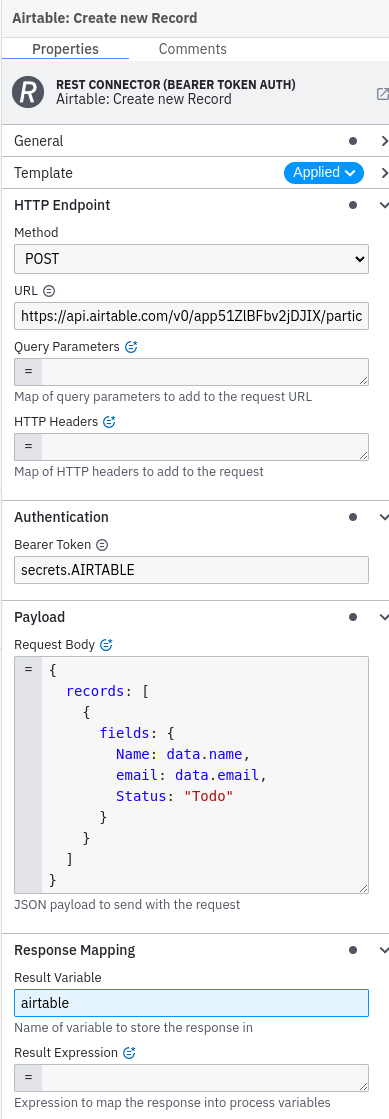 Airtable: Create new Record
Properties Comments
R
REST CONNECTOR (BEARER TOKEN AUTH)
Airtable: Create new Record
General
Template Applied
HTTP Endpoint
Method
POST
URL
https://api.airtable.com/v0/app51ZlBFbv2jDJIX/partic
Query Parameters
=
Map of query parameters to add to the request URL
HTTP Headers
=
Map of HTTP headers to add to the request
Authentication
Bearer Token
secrets.AIRTABLE
Payload
Request Body
= {
records: [
{
fields: {
Name: data.name,
email: data.email,
Status: "Todo"
}
}
]
}
JSON payload to send with the request
Response Mapping
Result Variable
airtable
Name of variable to store the response in
Result Expression
=
Expression to map the response into process variables